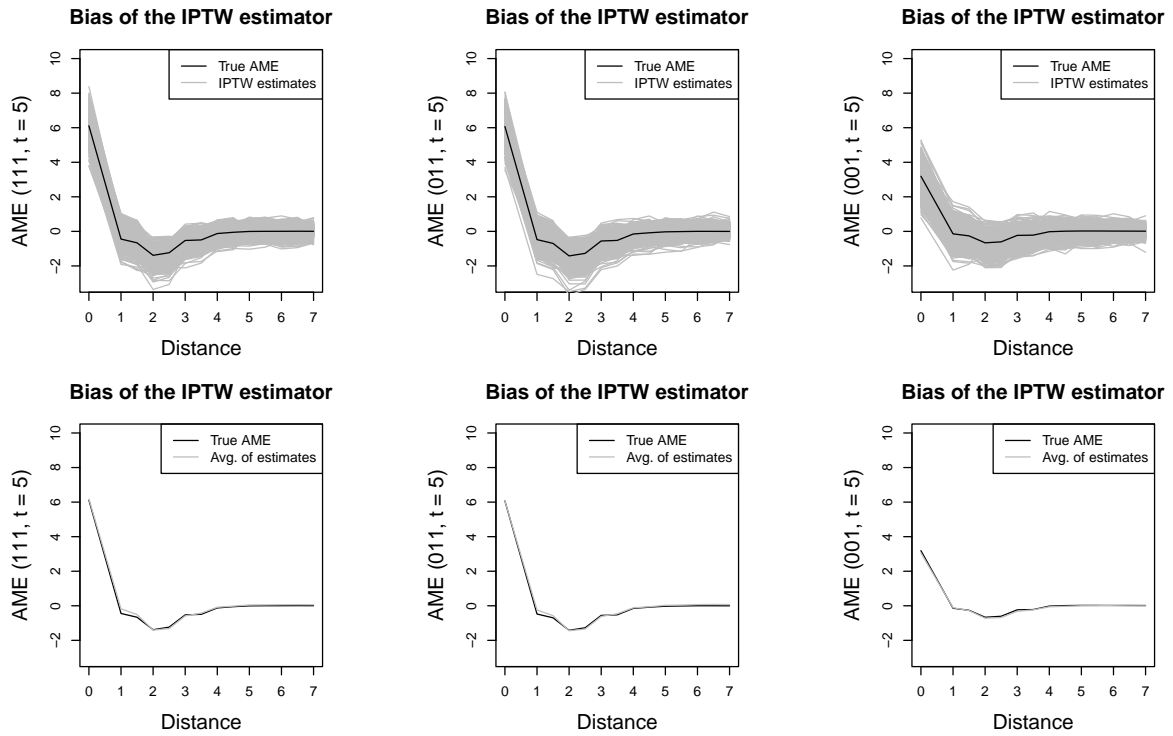 Bias of the IPTW estimator
AME (111, t = 5)
10
8
6
4
2
0
−2
True AME
IPTW estimates
0 1 2 3 4 5 6 7
Distance
Bias of the IPTW estimator
AME (011, t = 5)
10
8
6
4
2
0
−2
True AME
IPTW estimates
0 1 2 3 4 5 6 7
Distance
Bias of the IPTW estimator
AME (001, t = 5)
10
8
6
4
2
0
−2
True AME
IPTW estimates
0 1 2 3 4 5 6 7
Distance
Bias of the IPTW estimator
AME (111, t = 5)
10
8
6
4
2
0
−2
True AME
Avg. of estimates
0 1 2 3 4 5 6 7
Distance
Bias of the IPTW estimator
AME (011, t = 5)
10
8
6
4
2
0
−2
True AME
Avg. of estimates
0 1 2 3 4 5 6 7
Distance
Bias of the IPTW estimator
AME (001, t = 5)
10
8
6
4
2
0
−2
True AME
Avg. of estimates
0 1 2 3 4 5 6 7
Distance